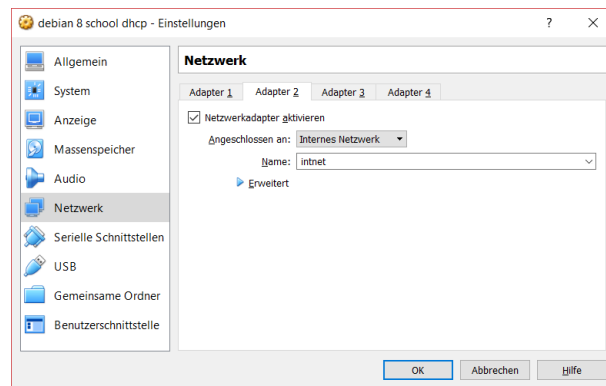 debian 8 school dhcp - Einstellungen ?
Allgemein
System
Anzeige
Massenspeicher
Audio
Netzwerk
Serielle Schnittstellen
USB
Gemeinsame Ordner
Benutzerschnittstelle
Netzwerk
Adapter 1 Adapter 2 Adapter 3 Adapter 4
Netzwerkadapter aktivieren
Angeschlossen an: Internes Netzwerk
Name: intnet
Erweitert
OK Abbrechen Hilfe